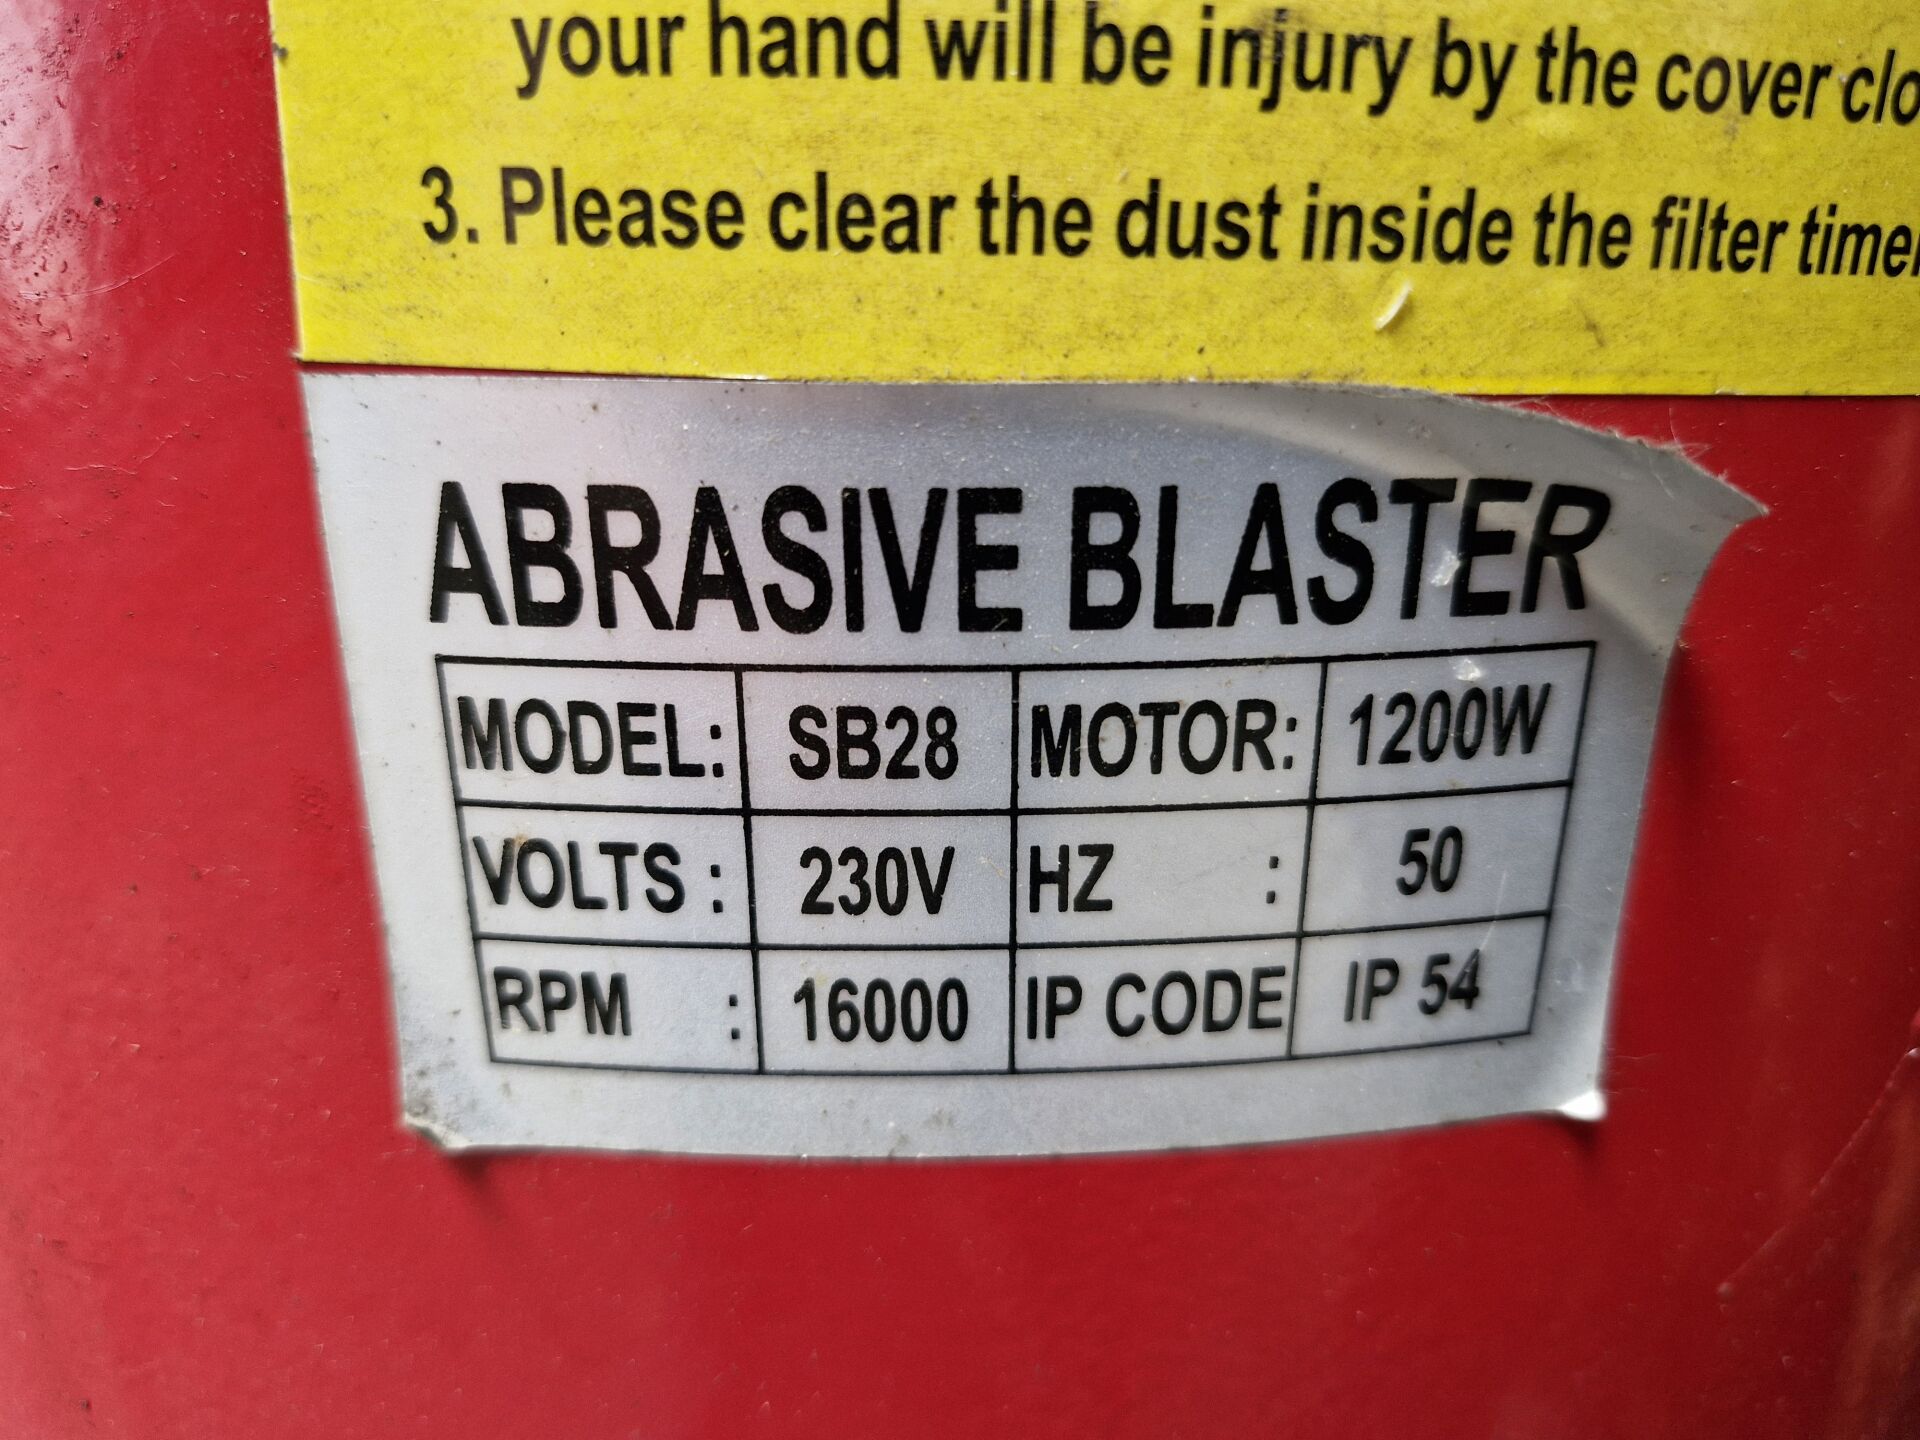 your hand will be injury by the cover clo
3. Please clear the dust inside the filter timel
ABRASIVE BLASTER
MODEL: SB28 MOTOR: 1200W
VOLTS : 230V HZ : 50
RPM : 16000 IP CODE IP 54